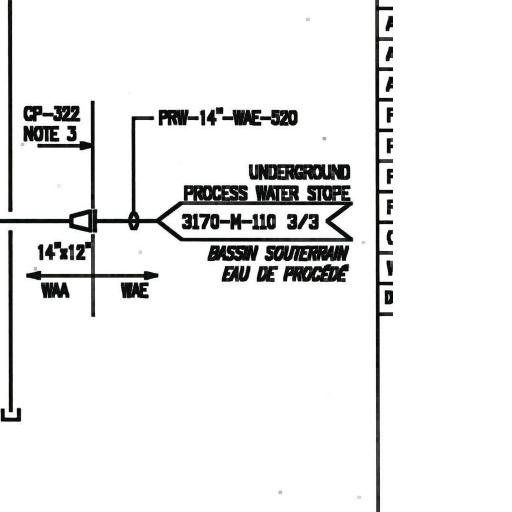 CP-322
NOTE 3
PRW-14"-WAE-520
UNDERGROUND
PROCESS WATER STOPE
3170-M-110 3/3
14"x12"
BASSIN SOUTERRAIN
EAU DE PROCÉDÉ
WAA
WAE